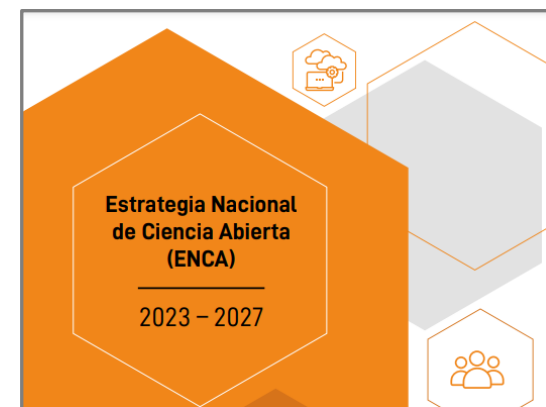 Estrategia Nacional
de Ciencia Abierta
(ENCA)
2023 – 2027